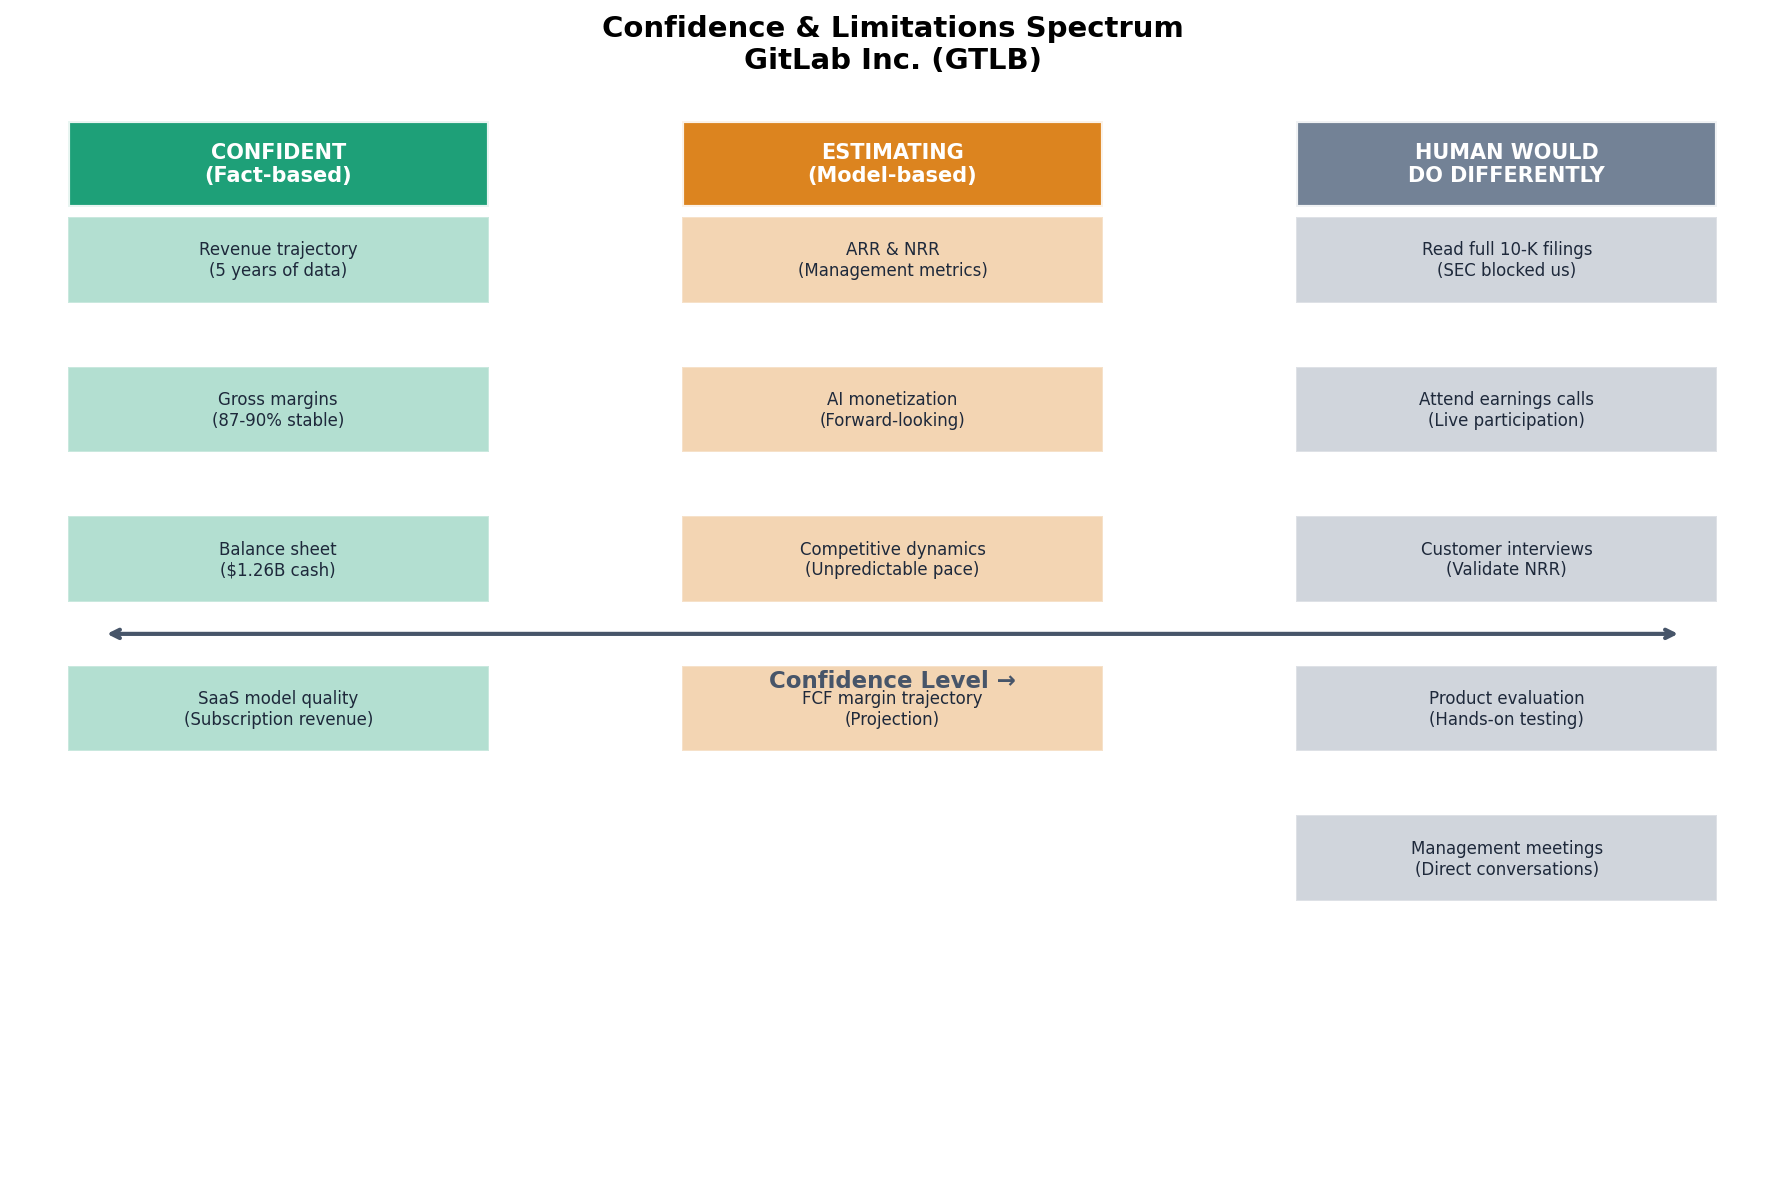 Confidence & Limitations Spectrum
GitLab Inc. (GTLB)
CONFIDENT
(Fact-based)
Revenue trajectory
(5 years of data)
Gross margins
(87-90% stable)
Balance sheet
($1.26B cash)
SaaS model quality
(Subscription revenue)
ESTIMATING
(Model-based)
ARR & NRR
(Management metrics)
AI monetization
(Forward-looking)
Competitive dynamics
(Unpredictable pace)
Confidence Level →
FCF margin trajectory
(Projection)
HUMAN WOULD
DO DIFFERENTLY
Read full 10-K filings
(SEC blocked us)
Attend earnings calls
(Live participation)
Customer interviews
(Validate NRR)
Product evaluation
(Hands-on testing)
Management meetings
(Direct conversations)